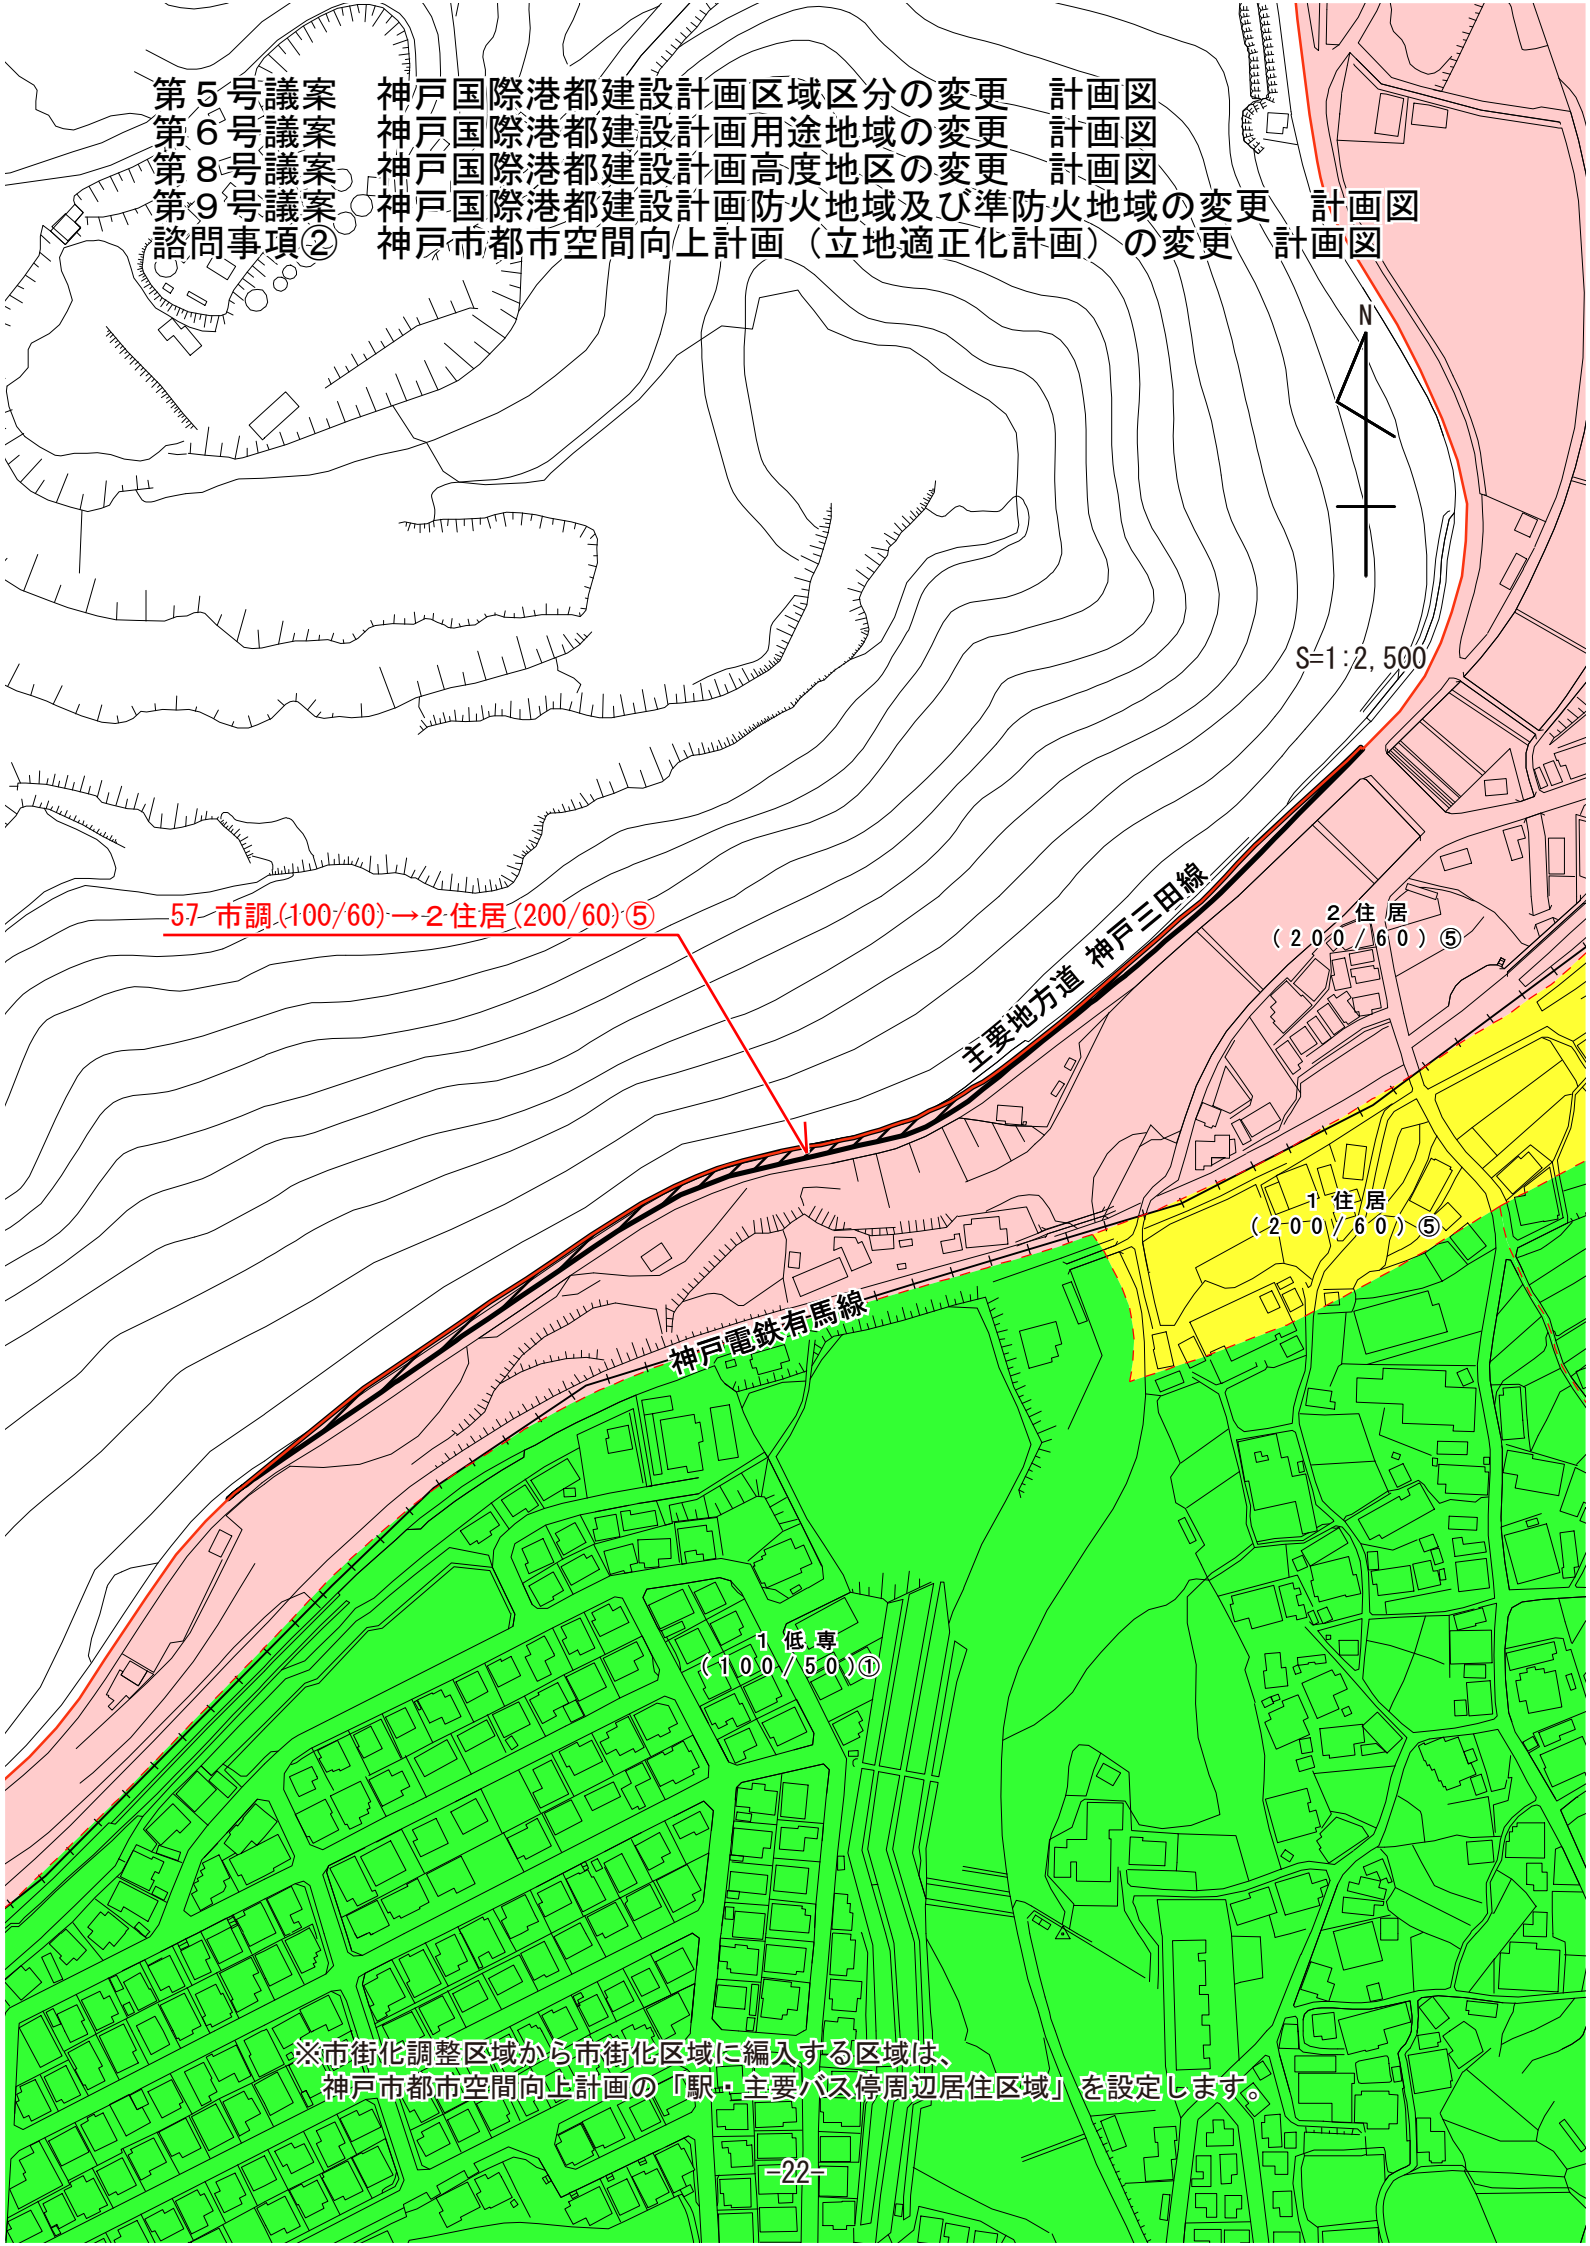 第５号議案　神戸国際港都建設計画区域区分の変更　計画図
第６号議案　神戸国際港都建設計画用途地域の変更　計画図
第８号議案　神戸国際港都建設計画高度地区の変更　計画図
第９号議案　神戸国際港都建設計画防火地域及び準防火地域の変更　計画図
諮問事項②　神戸市都市空間向上計画（立地適正化計画）の変更　計画図
N
S=1:2,500
57 市調(100/60)→２住居(200/60)⑤
主要地方道 神戸三田線
２住居
(200/60)⑤
１住居
(200/60)⑤
神戸電鉄有馬線
１低専
(100/50)①
※市街化調整区域から市街化区域に編入する区域は、
神戸市都市空間向上計画の「駅・主要バス停周辺居住区域」を設定します。
-22-